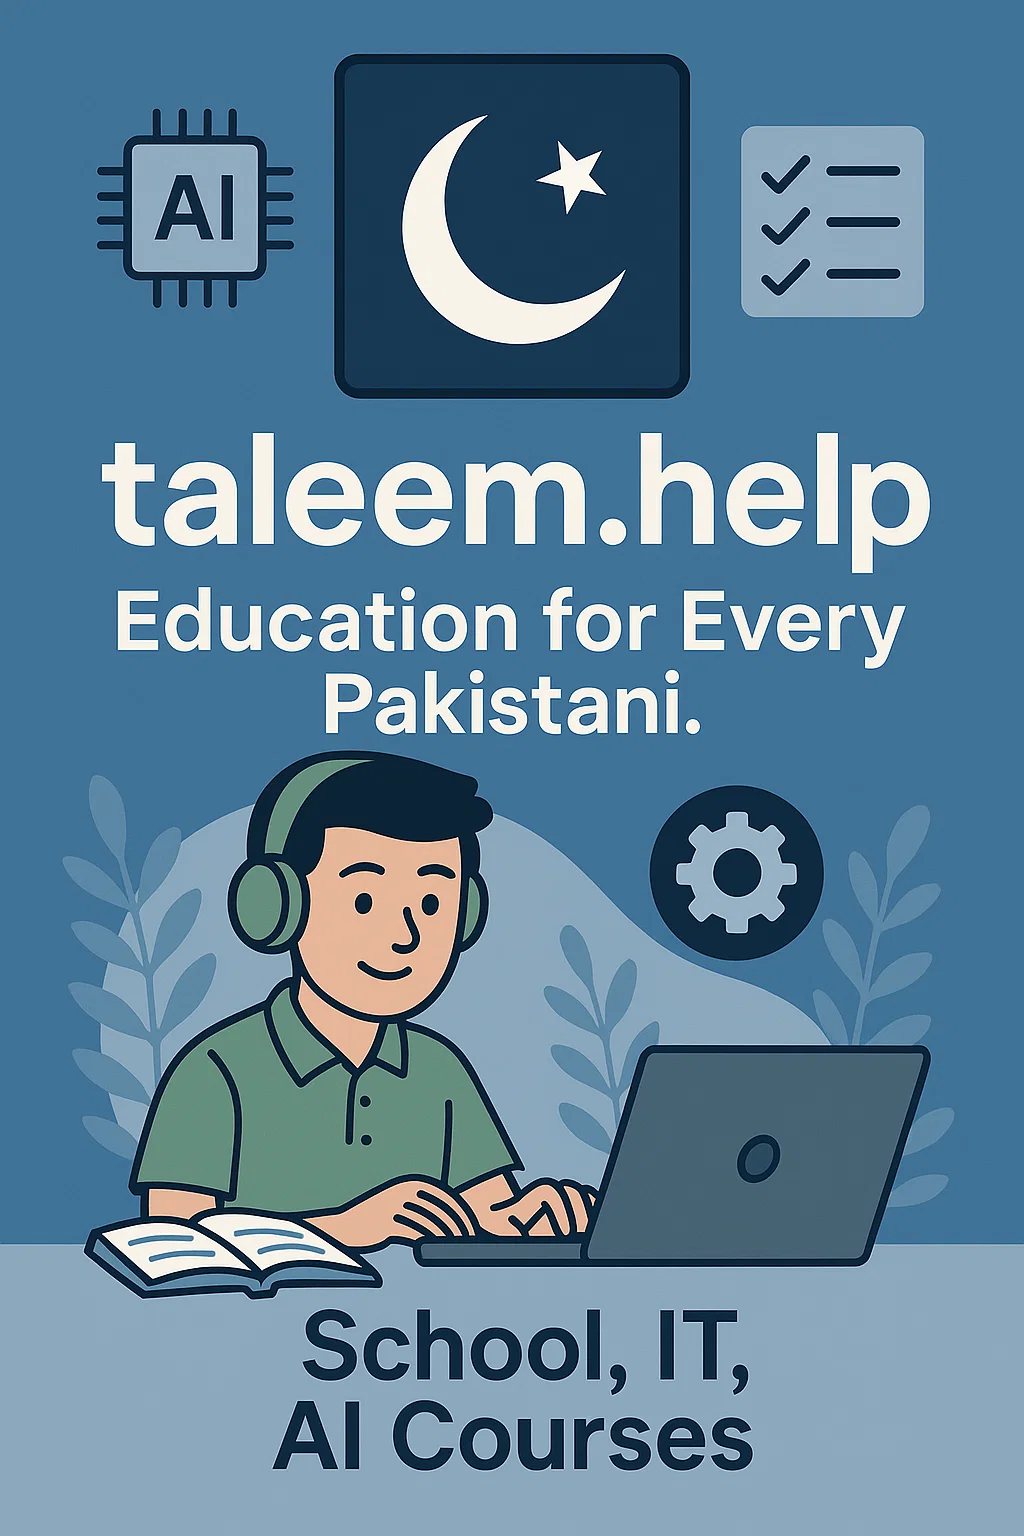 AI
taleem.help
Education for Every
Pakistani.
School, IT,
AI Courses